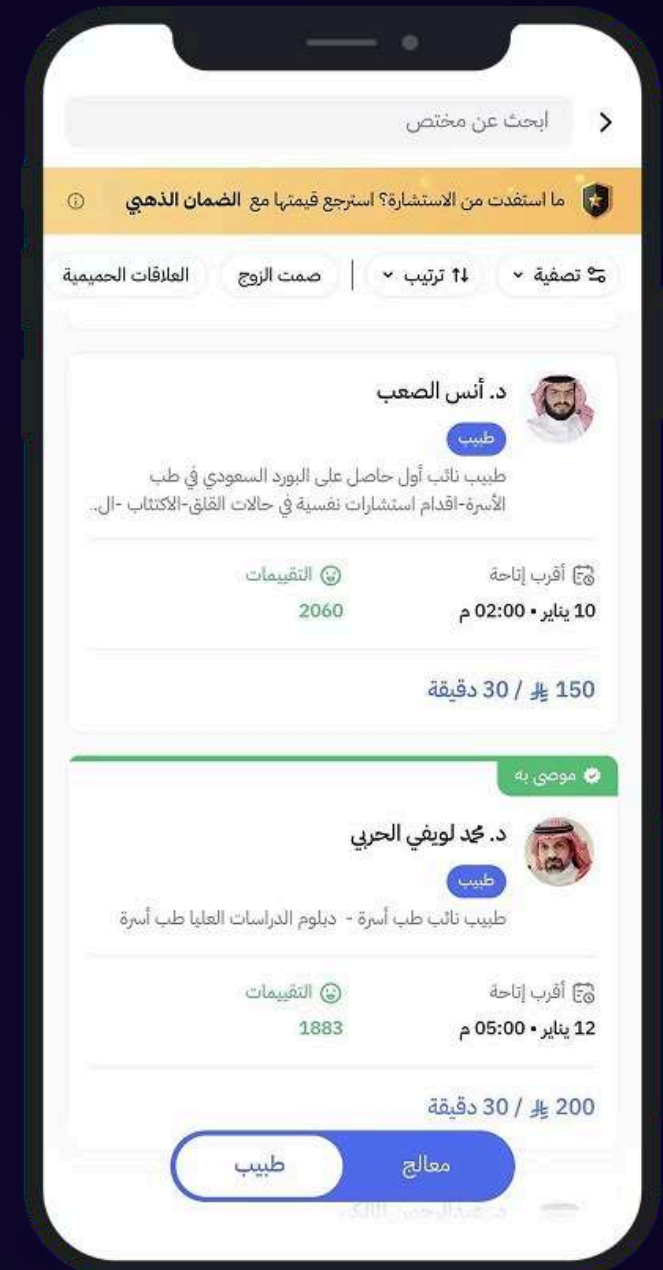 ابحث عن مختص
ما استفدت من الاستشارة؟ استرجع قيمتها مع الضمان الذهبي
تصفية
ترتيب
صمت الزوج
العلاقات الحميمية
د. أنس الصعب
طبيب
طبيب نائب أول حاصل على البورد السعودي في طب
الأسرة-اقدام استشارات نفسية في حالات القلق-الاكتئاب -ال..
أقرب إتاحة
التقييمات
10 يناير • 02:00 م
2060
150 ⃁ / 30 دقيقة
موصى به
د. محمد لويفي الحربي
طبيب
طبيب نائب طب أسرة - دبلوم الدراسات العليا طب أسرة
أقرب إتاحة
التقييمات
12 يناير • 05:00 م
1883
200 ⃁ / 30 دقيقة
معالج
طبيب